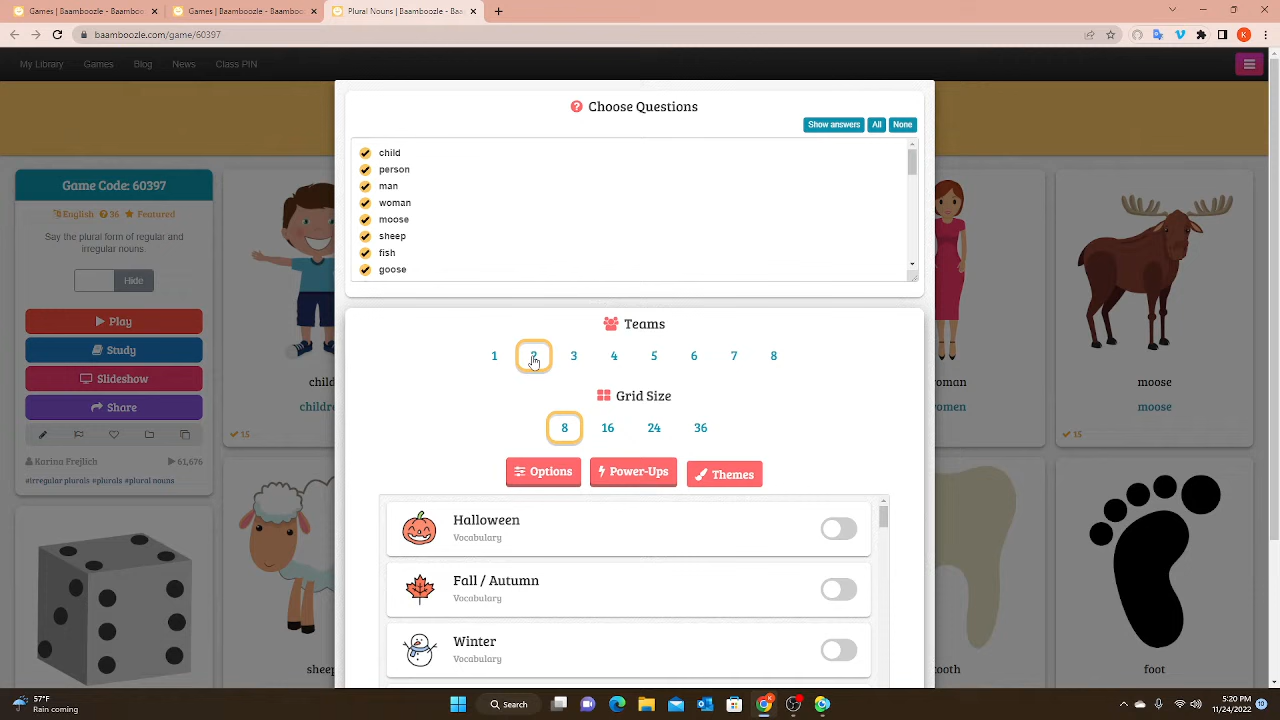 Games | Baamboozle - Baamboo:
Games | Baamboozle - Baamboo:
Plural Nouns | Baamboozle - Baa
baamboozle.com/game/60397
My Library
Games
Blog
News
Class PIN
Choose Questions
Show answers
All
None
child
person
man
woman
moose
sheep
fish
goose
Teams
1
2
3
4
5
6
7
8
Grid Size
8
16
24
36
Options
Power-Ups
Themes
Halloween
Vocabulary
Fall / Autumn
Vocabulary
Winter
Vocabulary
Game Code: 60397
English 36 Featured
Say the plural form of regular and
irregular nouns.
Hide
Play
Study
Slideshow
Share
Karina Frejlich 61,676
#Irregular plurals #plurals #plural nouns
child
childre
15
oman
omen
moose
moose
15
sheep
ooth
foot
57°F
Rain coming
Search
5:20 PM
11/26/2022